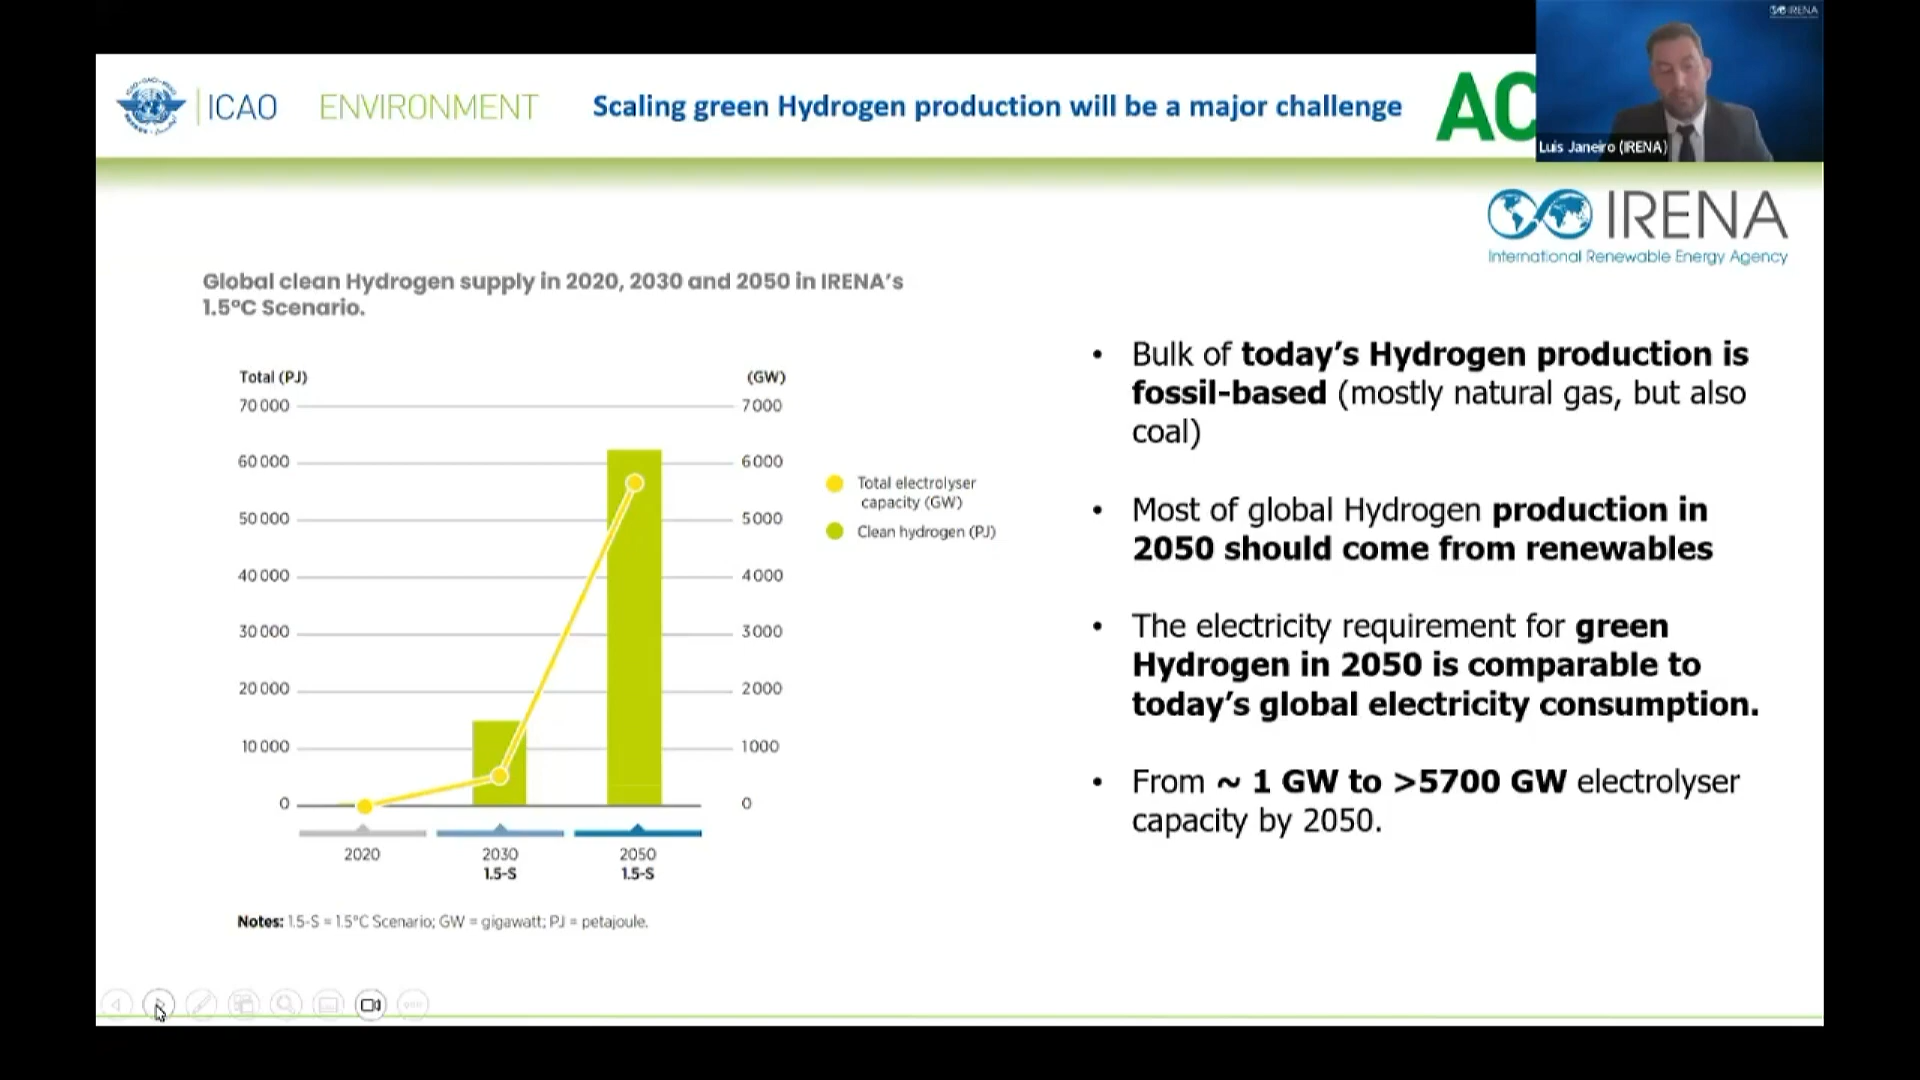 IRENA
ICAO
ENVIRONMENT
Scaling green Hydrogen production will be a major challenge
AC
Luis Janeiro (IRENA)
IRENA
International Renewable Energy Agency
Global clean Hydrogen supply in 2020, 2030 and 2050 in IRENA's
1.5°C Scenario.
Total (PJ)
(GW)
70 000
7000
60 000
6000
50 000
5000
40 000
4000
30 000
3000
20 000
2000
10 000
1000
0
0
2020
2030
1.5-S
2050
1.5-S
Total electrolyser
capacity (GW)
Clean hydrogen (PJ)
Notes: 1.5-S = 1.5°C Scenario; GW = gigawatt; PJ = petajoule.
• Bulk of today's Hydrogen production is
fossil-based (mostly natural gas, but also
coal)
• Most of global Hydrogen production in
2050 should come from renewables
• The electricity requirement for green
Hydrogen in 2050 is comparable to
today's global electricity consumption.
• From ~ 1 GW to >5700 GW electrolyser
capacity by 2050.